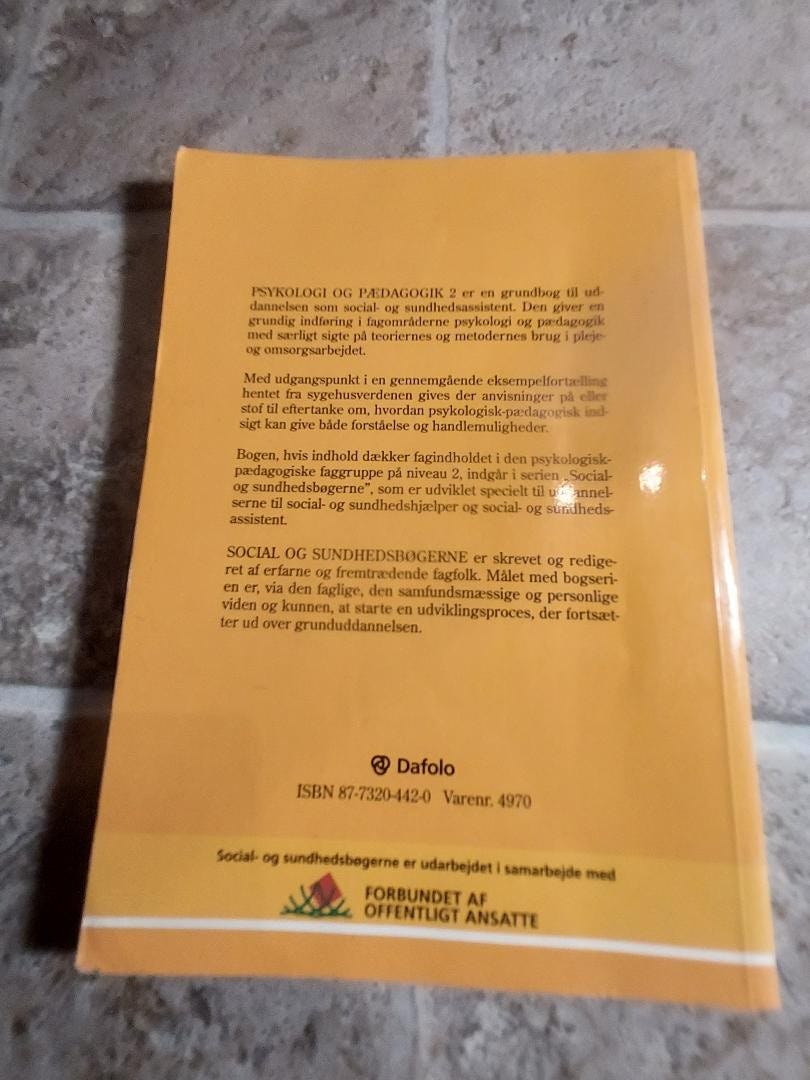 PSYKOLOGI OG PÆDAGOGIK 2 er en grundbog til ud-
dannelsen som social- og sundhedsassistent. Den giver en
grundig indføring i fagområderne psykologi og pædagogik
med særligt sigte på teoriernes og metodernes brug i pleje-
og omsorgsarbejdet.
Med udgangspunkt i en gennemgående eksempelfortælling
hentet fra sygehusverdenen gives der anvisninger på eller
stof til eftertanke om, hvordan psykologisk-pædagogisk ind-
sigt kan give både forståelse og handlemuligheder.
Bogen, hvis indhold dækker fagindholdet i den psykologisk-
pædagogiske faggruppe på niveau 2, indgår i serien „Social-
og sundhedsbøgerne”, som er udviklet specielt til uddannel-
serne til social- og sundhedshjælper og social- og sundheds-
assistent.
SOCIAL OG SUNDHEDSBØGERNE er skrevet og redige-
ret af erfarne og fremtrædende fagfolk. Målet med bogseri-
en er, via den faglige, den samfundsmæssige og personlige
viden og kunnen, at starte en udviklingsproces, der fortsæt-
ter ud over grunduddannelsen.
Dafolo
ISBN 87-7320-442-0 Varenr. 4970
Social- og sundhedsbøgerne er udarbejdet i samarbejde med
FORBUNDET AF
OFFENTLIGT ANSATTE